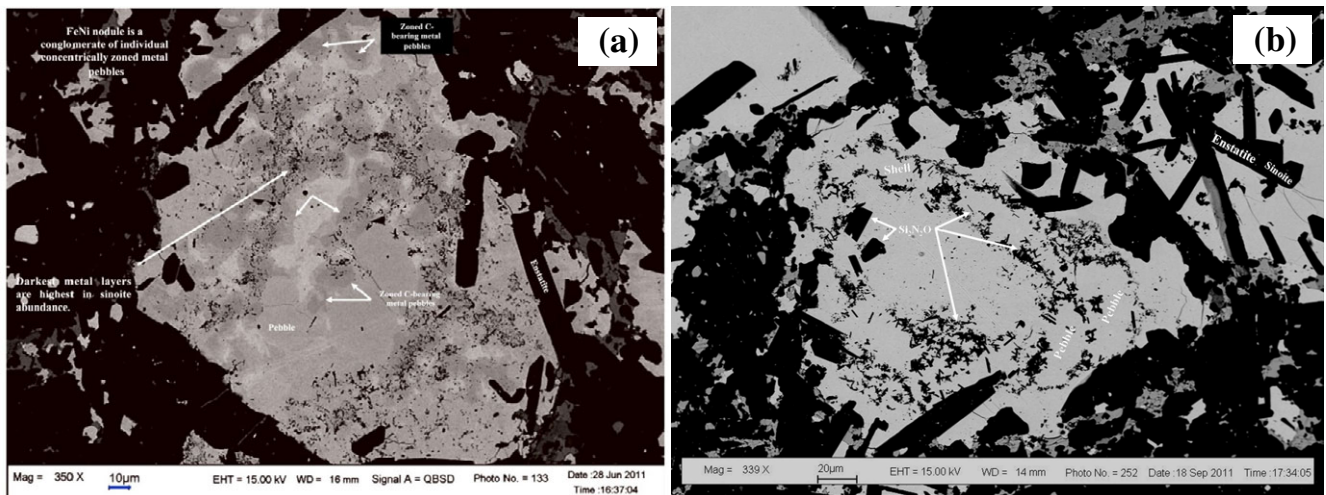 FeNi nodule is a
conglomerate of individual
concentrically zoned metal
pebbles
Zoned C-
bearing metal
pebbles
(a)
Darkest metal layers
are highest in sinoite
abundance.
Zoned C-bearing
metal pebbles
Pebble
Enstatite
Mag = 350 X
10µm
EHT = 15.00 kV WD = 16 mm Signal A = QBSD Photo No. = 133
Date :28 Jun 2011
Time :16:37:04
(b)
Enstatite Sinoite
Shell
Si₂N₂O
Pebble
Pebble
Mag = 339 X
20µm
EHT = 15.00 kV WD = 14 mm Photo No. = 252 Date :18 Sep 2011 Time :17:34:05